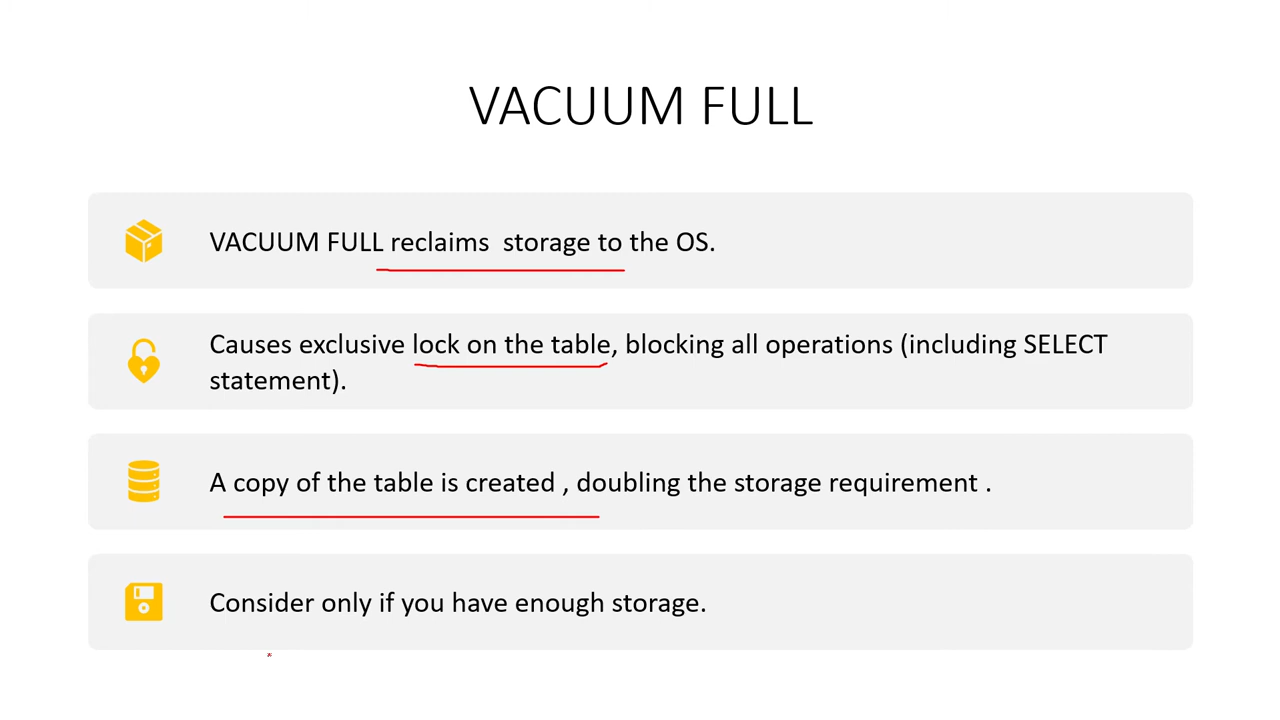 VACUUM FULL
VACUUM FULL reclaims  storage to the OS.
Causes exclusive lock on the table, blocking all operations (including SELECT
statement).
A copy of the table is created , doubling the storage requirement .
Consider only if you have enough storage.